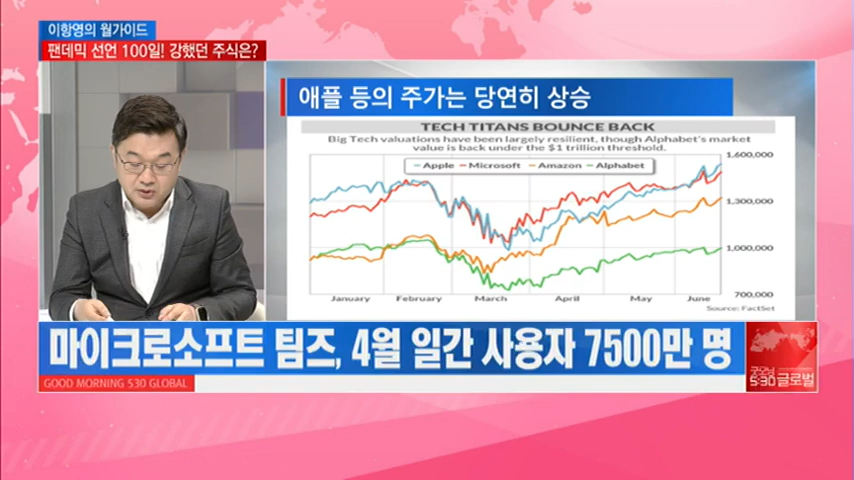 이항영의 월가이드
팬데믹 선언 100일! 강했던 주식은?
애플 등의 주가는 당연히 상승
TECH TITANS BOUNCE BACK
Big Tech valuations have been largely resilient, though Alphabet's market
value is back under the $1 trillion threshold.
Apple Microsoft Amazon Alphabet
1,600,000
1,300,000
1,000,000
700,000
January February March April May June
Source: FactSet
마이크로소프트 팀즈, 4월 일간 사용자 7500만 명
굿모닝
5:30 글로벌
GOOD MORNING 530 GLOBAL